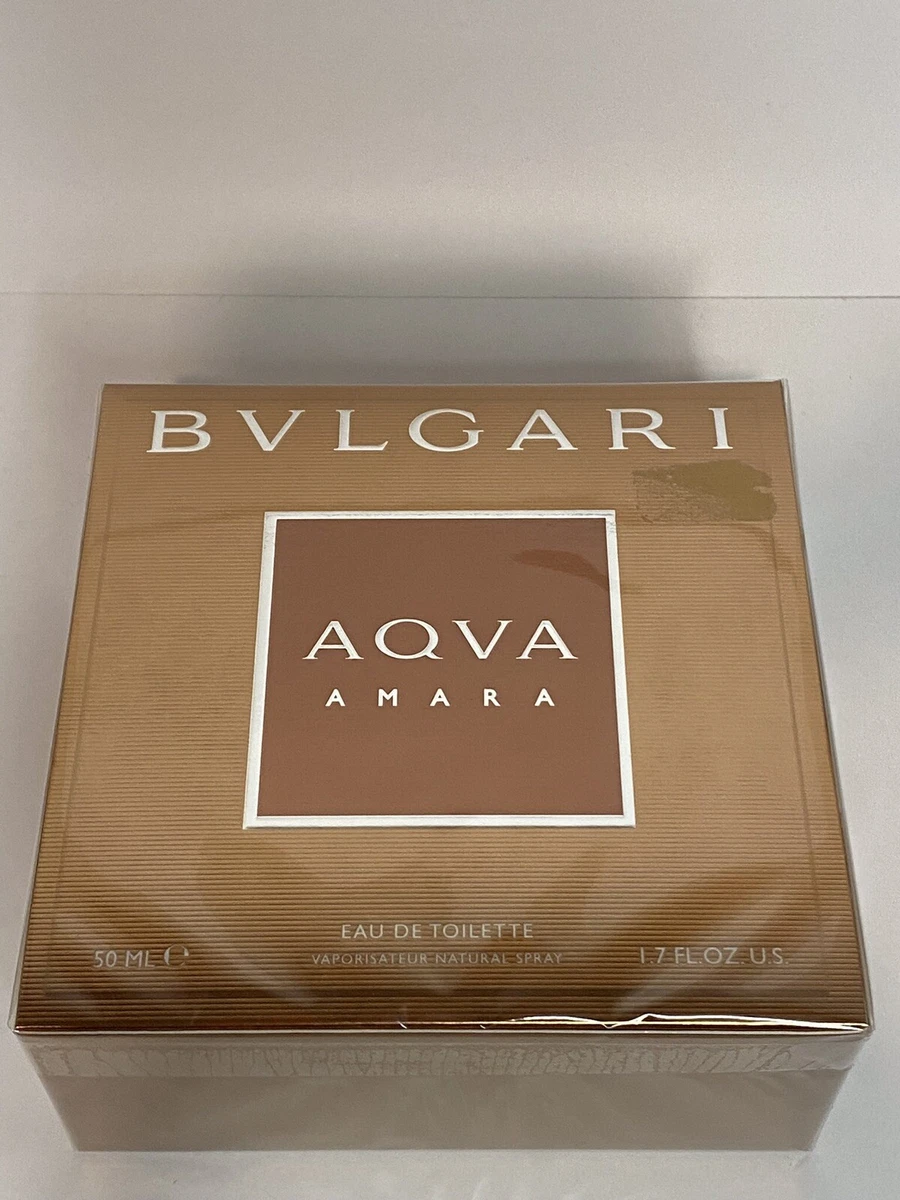 BVLGARI
AQVA
AMARA
EAU DE TOILETTE
50 ML ℮ VAPORISATEUR NATURAL SPRAY 1.7 FL.OZ. U.S.